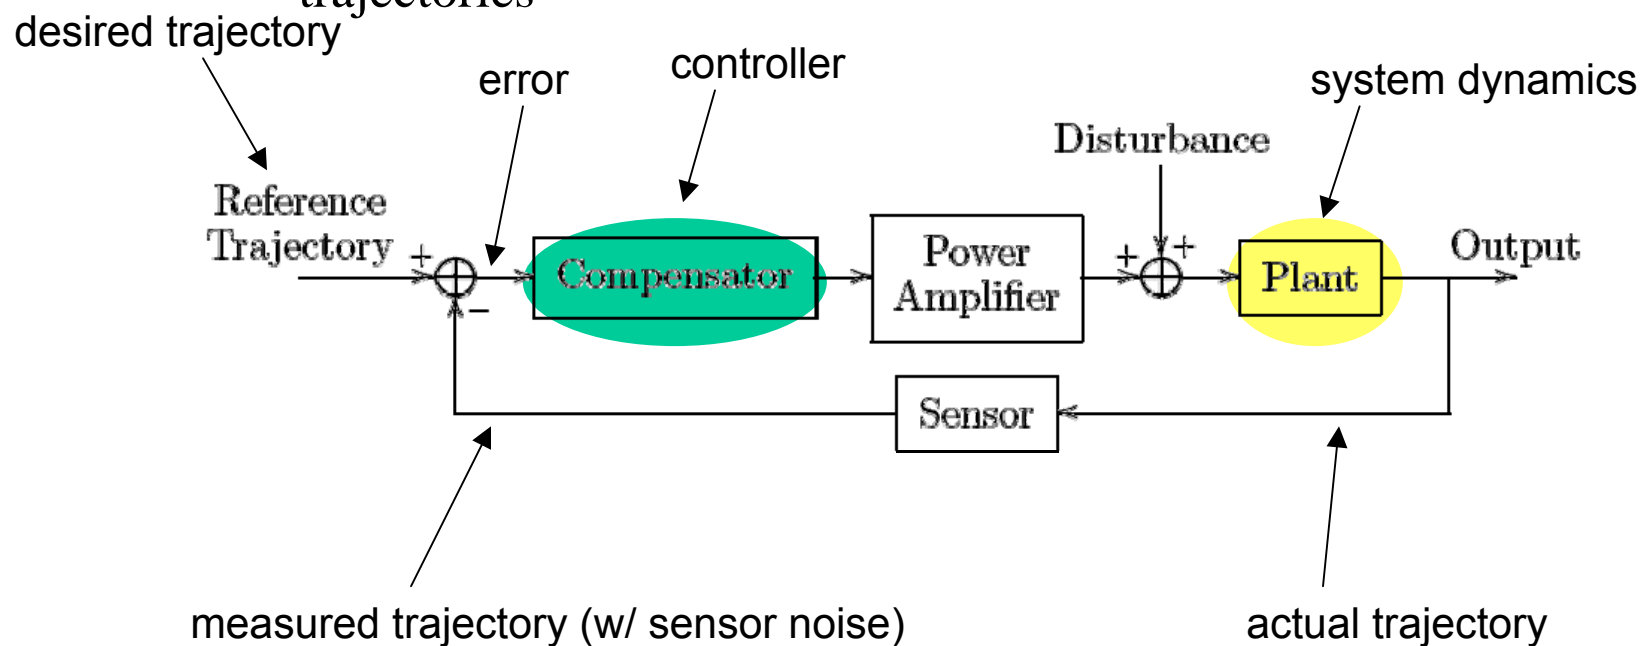 trajectories
desired trajectory
error
controller
system dynamics
Disturbance
Reference
Trajectory
+
−
Compensator
Power
Amplifier
+
+
Plant
Output
Sensor
measured trajectory (w/ sensor noise)
actual trajectory